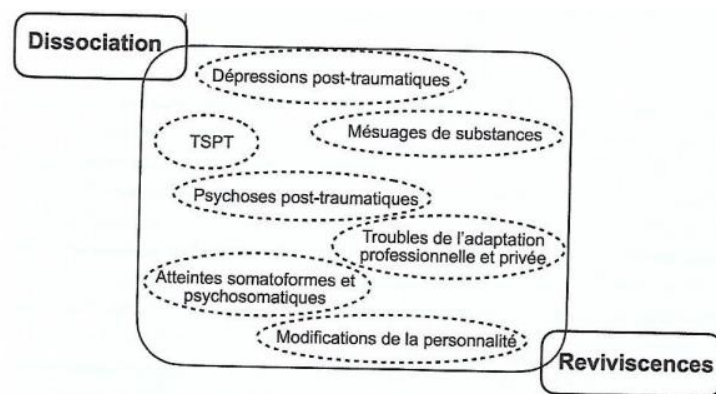 Dissociation
Dépressions post-traumatiques
Mésuages de substances
TSPT
Psychoses post-traumatiques
Troubles de l'adaptation
professionnelle et privée
Atteintes somatoformes et
psychosomatiques
Modifications de la personnalité
Reviviscences